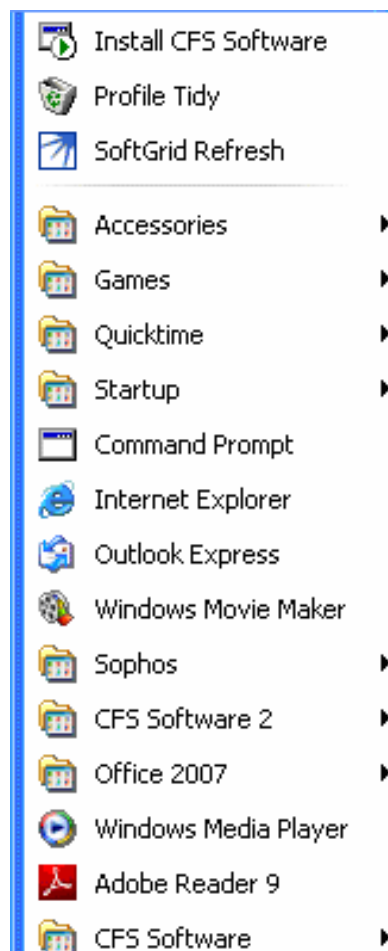 Install CFS Software
Profile Tidy
SoftGrid Refresh
Accessories
Games
Quicktime
Startup
Command Prompt
Internet Explorer
Outlook Express
Windows Movie Maker
Sophos
CFS Software 2
Office 2007
Windows Media Player
Adobe Reader 9
CFS Software